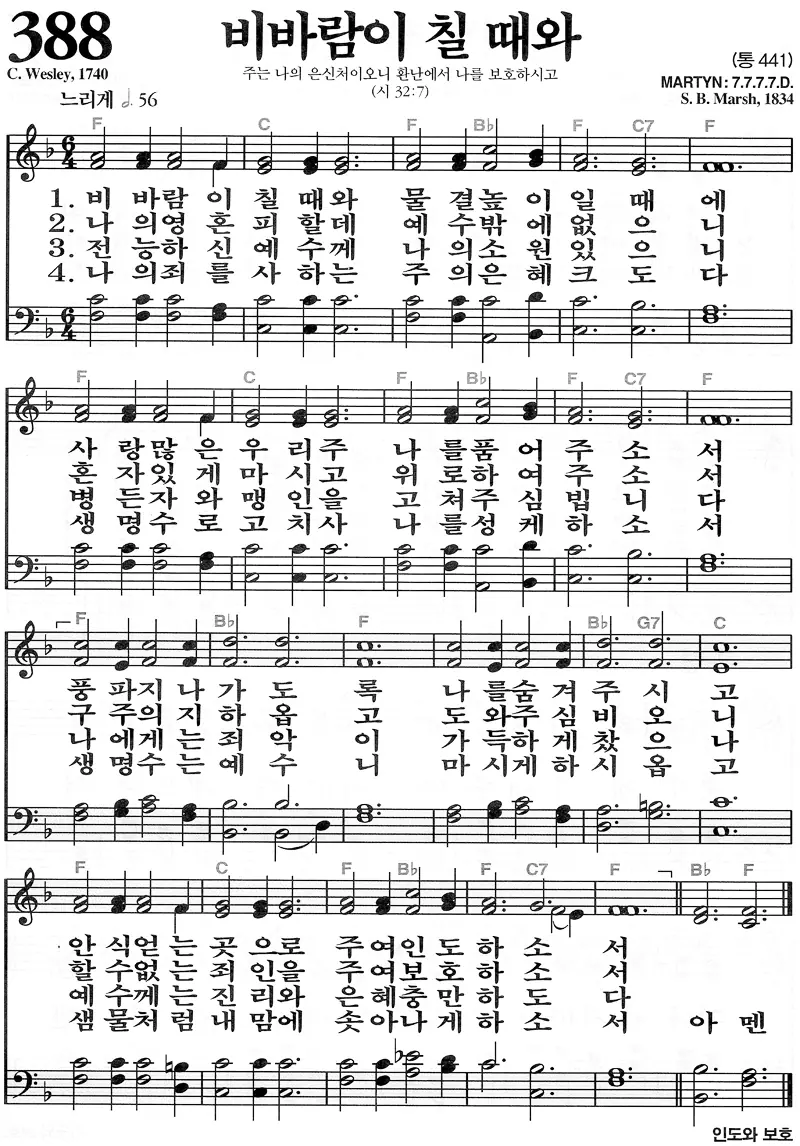 388 비바람이 칠 때와
(통 441)
C. Wesley, 1740
주는 나의 은신처이오니 환난에서 나를 보호하시고
(시 32:7)
MARTYN: 7.7.7.7.D.
느리게 56
S. B. Marsh, 1834
F C F B♭ F C7 F
1. 비 바람 이 칠 때와 물 결높 이 일 때 에
2. 나 의영 혼 피 할데 예 수밖 에 없 으 니
3. 전 능하 신 예 수께 나 의소 원 있 으 니
4. 나 의죄 를 사 하는 주 의은 혜 크 도 다
F C F B♭ F C7 F
사 랑많 은 우 리주 나 를품 어 주 소 서
혼 자있 게 마 시고 위 로하 여 주 소 서
병 든자 와 맹 인을 고 쳐주 심 빕 니 다
생 명수 로 고 치사 나 를성 케 하 소 서
F B♭ F B♭ G7 C
풍 파지 나 가 도 록 나 를숨 겨 주 시 고
구 주의 지 하 옵 고 도 와주 심 비 오 니
나 에게 는 죄 악 이 가 득하 게 찼 으 나
생 명수 는 예 수 니 마 시게 하 시 옵 고
F C F B♭ F C7 F B♭ F
안 식얻 는 곳 으로 주 여인 도 하 소 서
할 수없 는 죄 인을 주 여보 호 하 소 서
예 수께 는 진 리와 은 혜충 만 하 도 다
샘 물처 럼 내 맘에 솟 아나 게 하 소 서 아 멘
인도와 보호